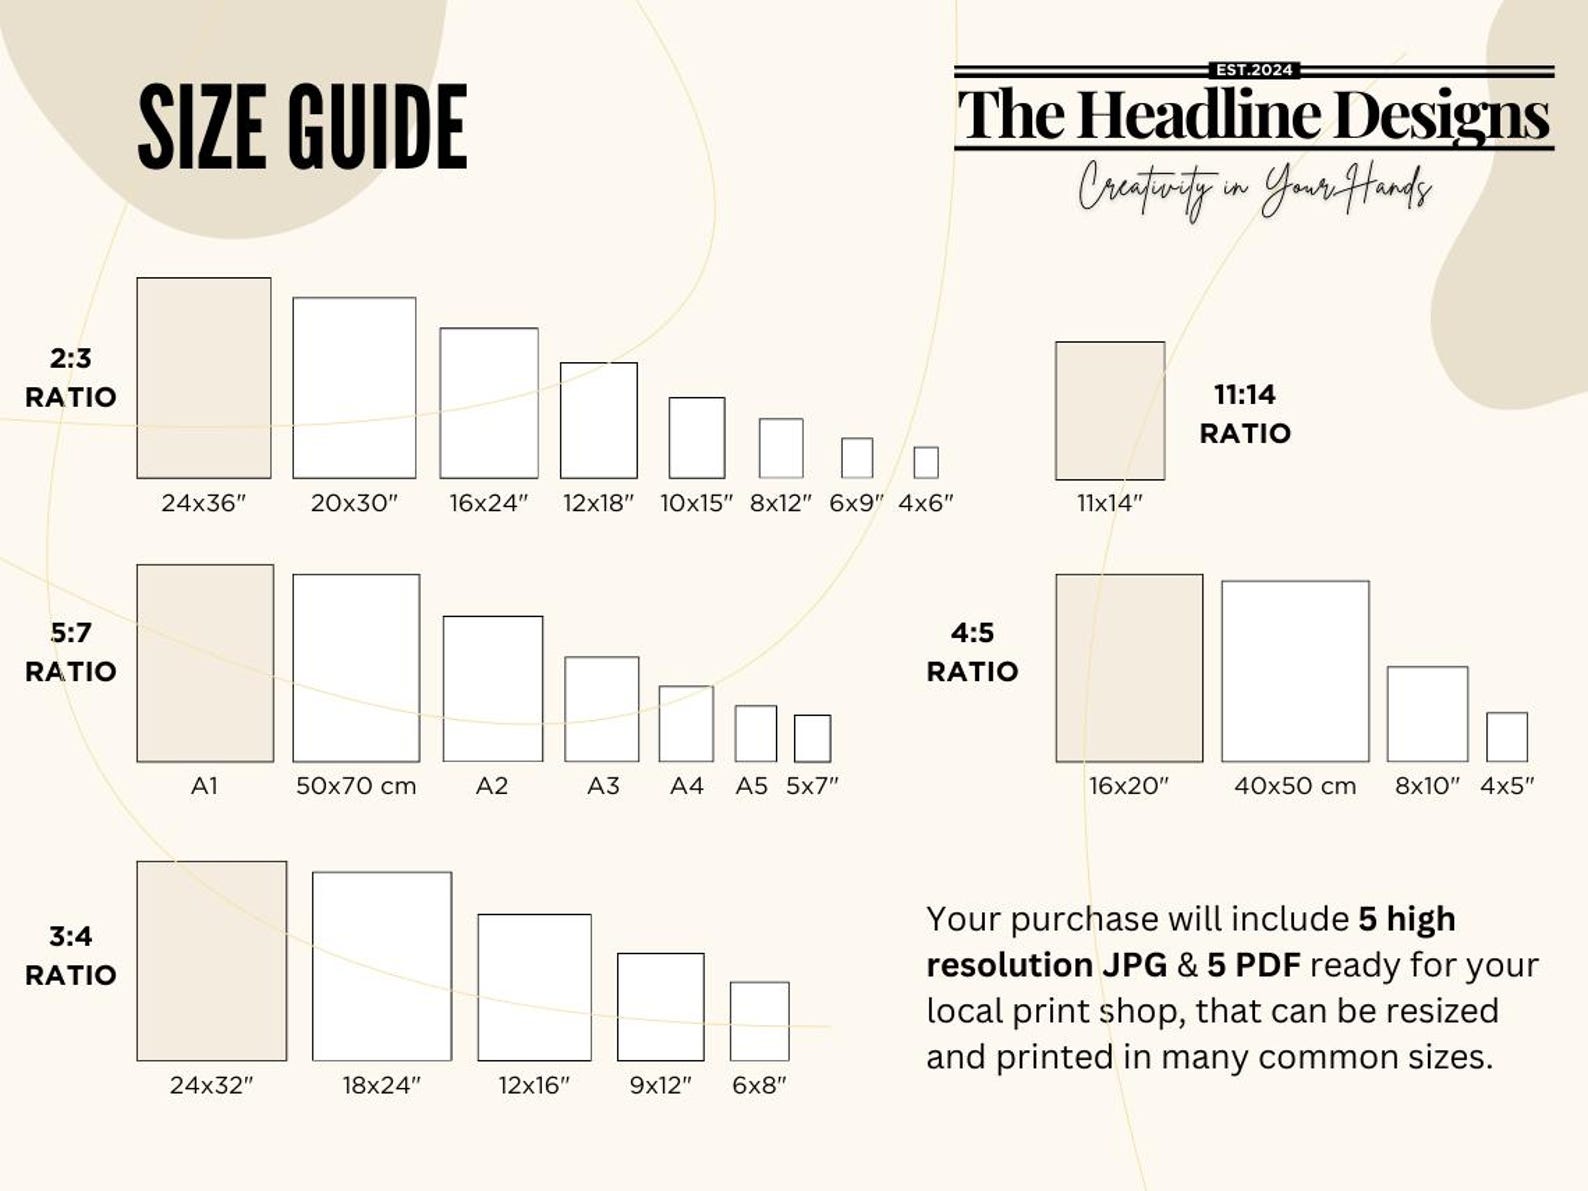 SIZE GUIDE
EST.2024
The Headline Designs
Creativity in Your Hands
2:3
RATIO
24x36" 20x30" 16x24" 12x18" 10x15" 8x12" 6x9" 4x6"
11:14
RATIO
11x14"
5:7
RATIO
A1 50x70 cm A2 A3 A4 A5 5x7"
4:5
RATIO
16x20" 40x50 cm 8x10" 4x5"
3:4
RATIO
24x32" 18x24" 12x16" 9x12" 6x8"
Your purchase will include 5 high
resolution JPG & 5 PDF ready for your
local print shop, that can be resized
and printed in many common sizes.